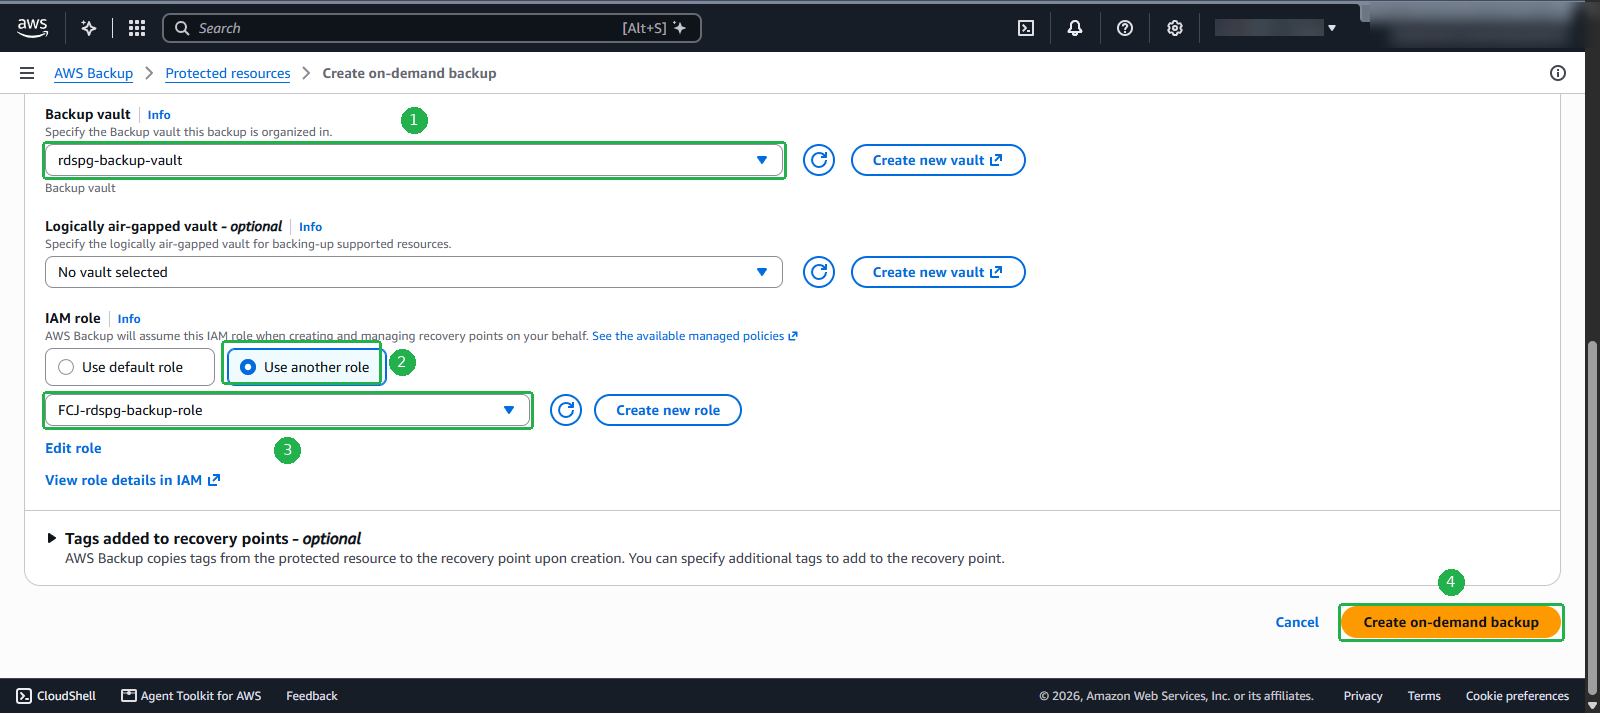 aws
Search [Alt+S]
AWS Backup > Protected resources > Create on-demand backup
Backup vault Info
1
Specify the Backup vault this backup is organized in.
rdspg-backup-vault
Create new vault
Backup vault
Logically air-gapped vault - optional Info
Specify the logically air-gapped vault for backing-up supported resources.
No vault selected
Create new vault
IAM role Info
AWS Backup will assume this IAM role when creating and managing recovery points on your behalf. See the available managed policies
Use default role
Use another role
2
FCJ-rdspg-backup-role
Create new role
Edit role
3
View role details in IAM
Tags added to recovery points - optional
AWS Backup copies tags from the protected resource to the recovery point upon creation. You can specify additional tags to add to the recovery point.
4
Cancel
Create on-demand backup
CloudShell Agent Toolkit for AWS Feedback © 2026, Amazon Web Services, Inc. or its affiliates. Privacy Terms Cookie preferences